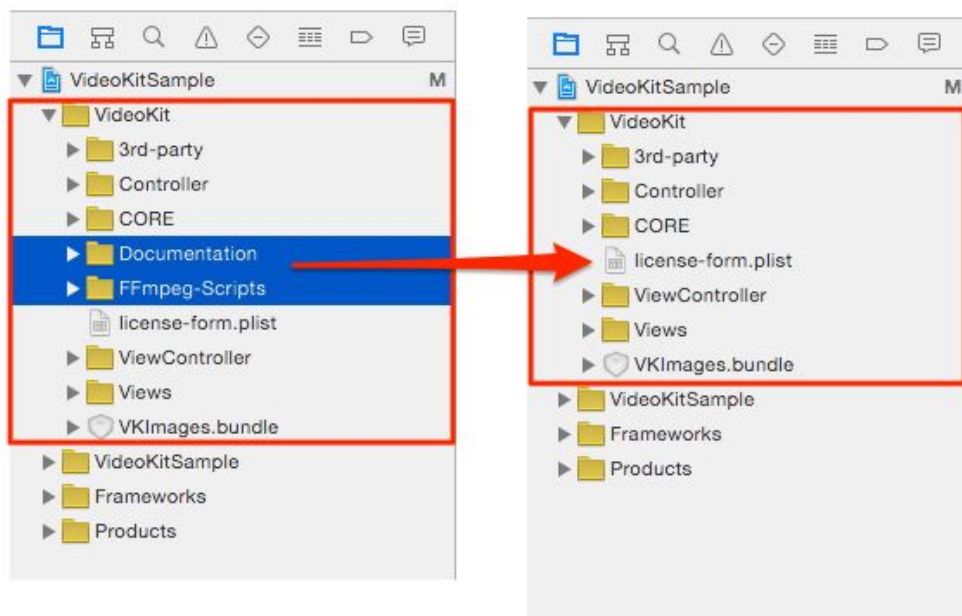 VideoKitSample M
VideoKit
3rd-party
Controller
CORE
Documentation
FFmpeg-Scripts
license-form.plist
ViewController
Views
VKImages.bundle
VideoKitSample
Frameworks
Products
VideoKitSample M
VideoKit
3rd-party
Controller
CORE
license-form.plist
ViewController
Views
VKImages.bundle
VideoKitSample
Frameworks
Products